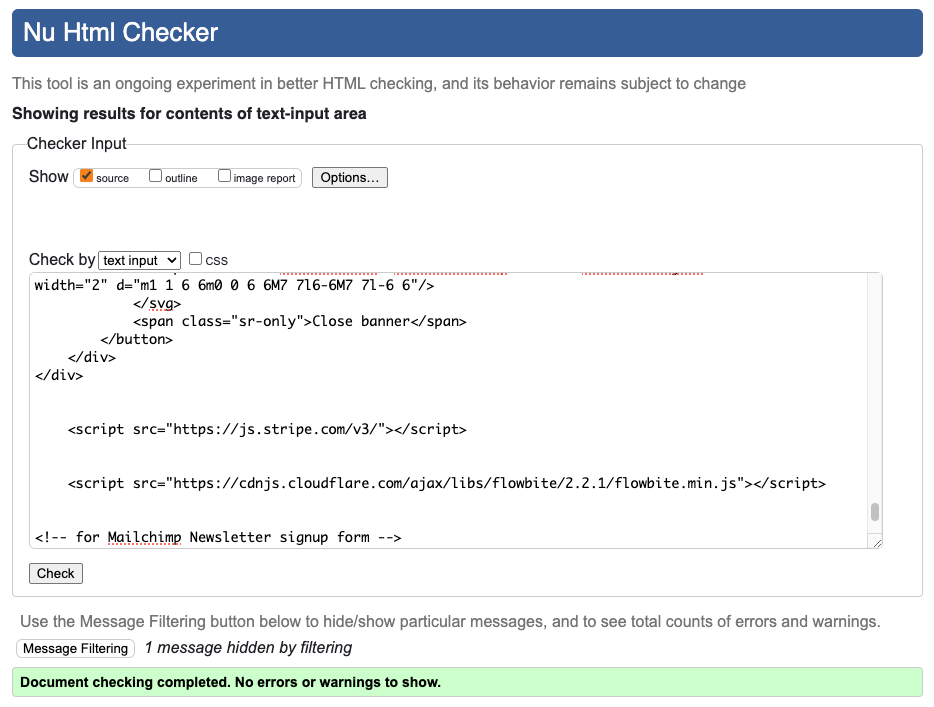 Nu Html Checker
This tool is an ongoing experiment in better HTML checking, and its behavior remains subject to change
Showing results for contents of text-input area
Checker Input
Show source outline image report Options…
Check by text input css
width="2" d="m1 1 6 6m0 0 6 6M7 7l6-6M7 7l-6 6"/>
</svg>
<span class="sr-only">Close banner</span>
</button>
</div>
</div>
<script src="https://js.stripe.com/v3/"></script>
<script src="https://cdnjs.cloudflare.com/ajax/libs/flowbite/2.2.1/flowbite.min.js"></script>
<!-- for Mailchimp Newsletter signup form -->
Check
Use the Message Filtering button below to hide/show particular messages, and to see total counts of errors and warnings.
Message Filtering 1 message hidden by filtering
Document checking completed. No errors or warnings to show.